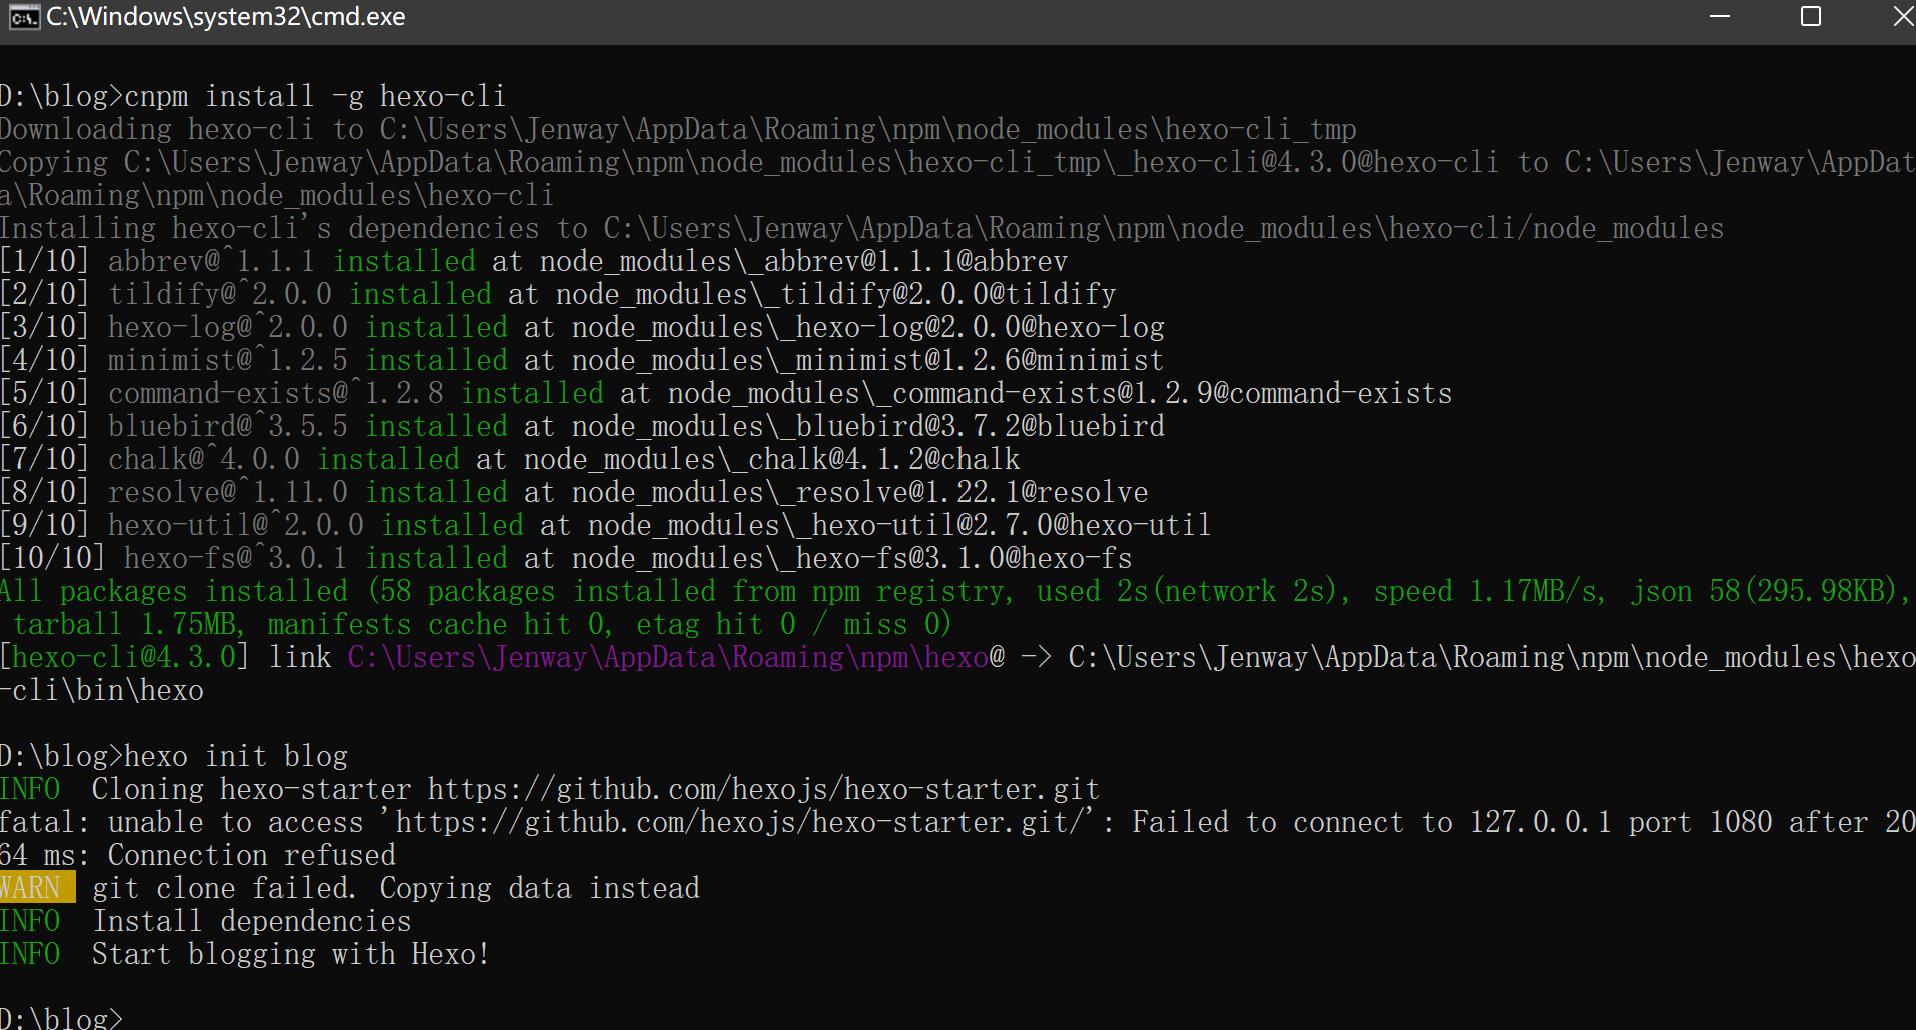 C:\Windows\system32\cmd.exe
D:\blog>cnpm install -g hexo-cli
Downloading hexo-cli to C:\Users\Jenway\AppData\Roaming\npm\node_modules\hexo-cli_tmp
Copying C:\Users\Jenway\AppData\Roaming\npm\node_modules\hexo-cli_tmp\_hexo-cli@4.3.0@hexo-cli to C:\Users\Jenway\AppDat
a\Roaming\npm\node_modules\hexo-cli
Installing hexo-cli's dependencies to C:\Users\Jenway\AppData\Roaming\npm\node_modules\hexo-cli/node_modules
[1/10] abbrev@^1.1.1 installed at node_modules\_abbrev@1.1.1@abbrev
[2/10] tildify@^2.0.0 installed at node_modules\_tildify@2.0.0@tildify
[3/10] hexo-log@^2.0.0 installed at node_modules\_hexo-log@2.0.0@hexo-log
[4/10] minimist@^1.2.5 installed at node_modules\_minimist@1.2.6@minimist
[5/10] command-exists@^1.2.8 installed at node_modules\_command-exists@1.2.9@command-exists
[6/10] bluebird@^3.5.5 installed at node_modules\_bluebird@3.7.2@bluebird
[7/10] chalk@^4.0.0 installed at node_modules\_chalk@4.1.2@chalk
[8/10] resolve@^1.11.0 installed at node_modules\_resolve@1.22.1@resolve
[9/10] hexo-util@^2.0.0 installed at node_modules\_hexo-util@2.7.0@hexo-util
[10/10] hexo-fs@^3.0.1 installed at node_modules\_hexo-fs@3.1.0@hexo-fs
All packages installed (58 packages installed from npm registry, used 2s(network 2s), speed 1.17MB/s, json 58(295.98KB),
tarball 1.75MB, manifests cache hit 0, etag hit 0 / miss 0)
[hexo-cli@4.3.0] link C:\Users\Jenway\AppData\Roaming\npm\hexo@ -> C:\Users\Jenway\AppData\Roaming\npm\node_modules\hexo
-cli\bin\hexo
D:\blog>hexo init blog
INFO  Cloning hexo-starter https://github.com/hexojs/hexo-starter.git
fatal: unable to access 'https://github.com/hexojs/hexo-starter.git/': Failed to connect to 127.0.0.1 port 1080 after 20
64 ms: Connection refused
WARN  git clone failed. Copying data instead
INFO  Install dependencies
INFO  Start blogging with Hexo!
D:\blog>